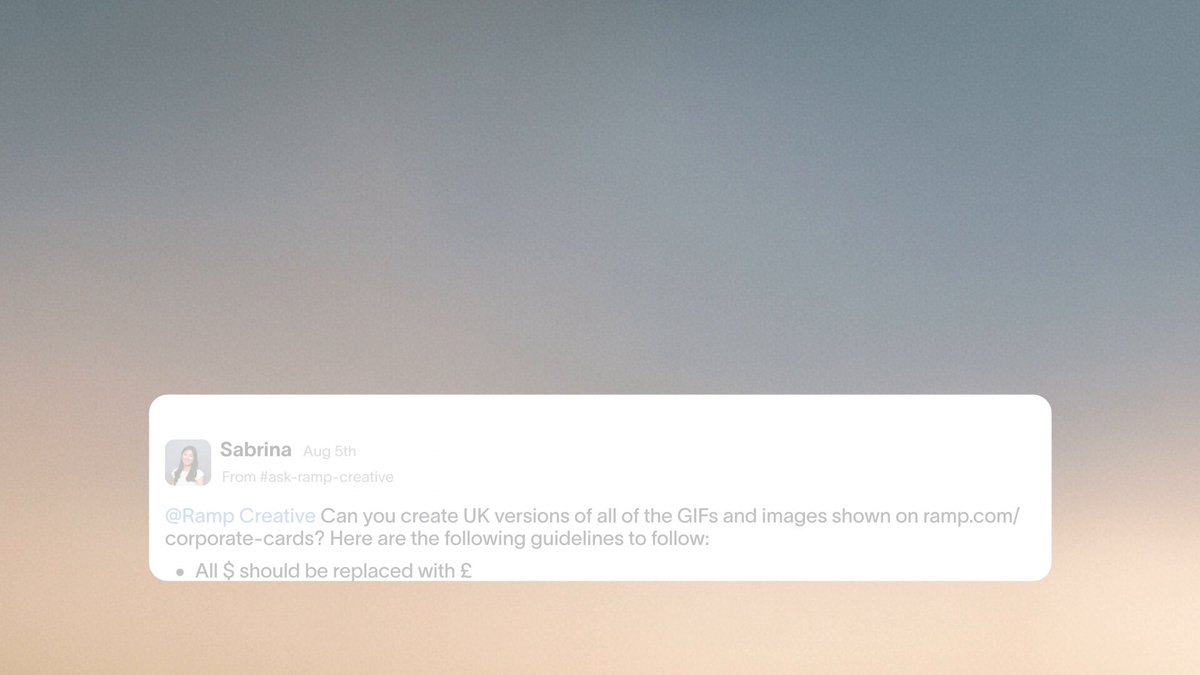 Sabrina Aug 5th
From #ask-ramp-creative
@Ramp Creative Can you create UK versions of all of the GIFs and images shown on ramp.com/
corporate-cards? Here are the following guidelines to follow:
• All $ should be replaced with £